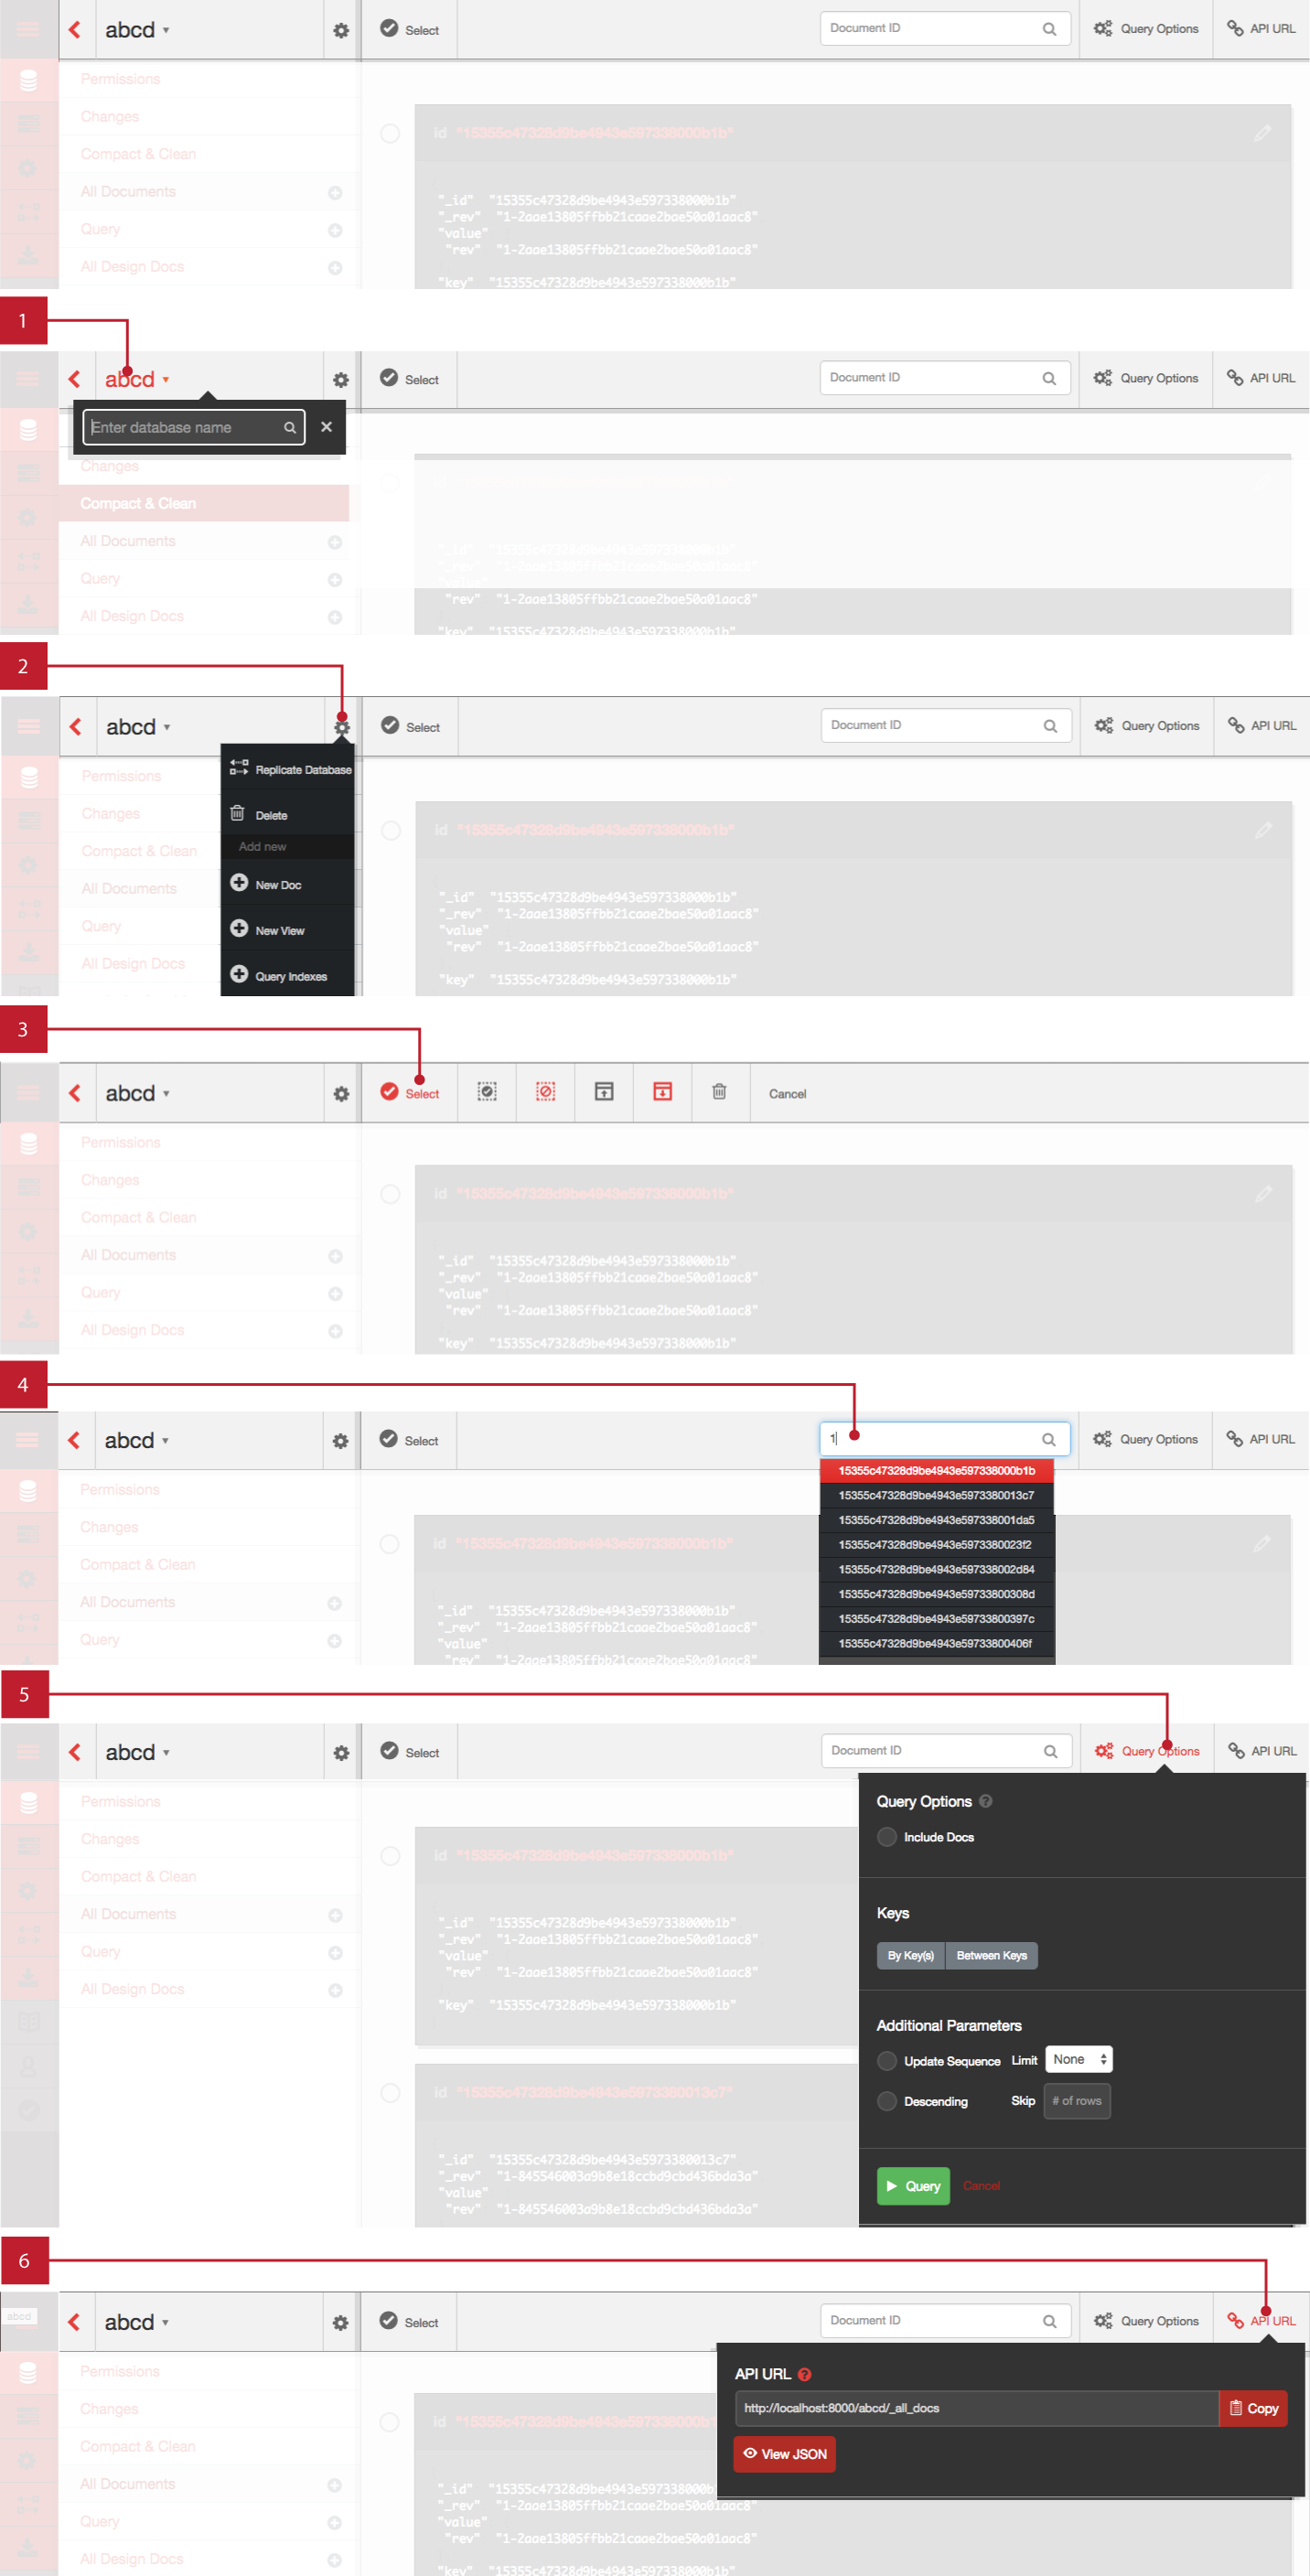 abcd
Select
Document ID
Query Options
API URL
Permissions
Changes
Compact & Clean
All Documents
Query
All Design Docs
id "15355c47328d9be4943e597338000b1b"
"_id" "15355c47328d9be4943e597338000b1b"
"_rev" "1-2aae13805ffbb21caae2bae50a01aac8"
"value"
"rev" "1-2aae13805ffbb21caae2bae50a01aac8"
"key" "15355c47328d9be4943e597338000b1b"
1
abcd
Select
Document ID
Query Options
API URL
Enter database name
Changes
Compact & Clean
All Documents
Query
All Design Docs
"_id" "15355c47328d9be4943e597338000b1b"
"_rev" "1-2aae13805ffbb21caae2bae50a01aac8"
"value"
"rev" "1-2aae13805ffbb21caae2bae50a01aac8"
"key" "15355c47328d9be4943e597338000b1b"
2
abcd
Select
Document ID
Query Options
API URL
Permissions
Changes
Compact & Clean
All Documents
Query
All Design Docs
Replicate Database
Delete
Add new
New Doc
New View
Query Indexes
id "15355c47328d9be4943e597338000b1b"
"_id" "15355c47328d9be4943e597338000b1b"
"_rev" "1-2aae13805ffbb21caae2bae50a01aac8"
"value"
"rev" "1-2aae13805ffbb21caae2bae50a01aac8"
"key" "15355c47328d9be4943e597338000b1b"
3
abcd
Select
Cancel
Permissions
Changes
Compact & Clean
All Documents
Query
All Design Docs
id "15355c47328d9be4943e597338000b1b"
"_id" "15355c47328d9be4943e597338000b1b"
"_rev" "1-2aae13805ffbb21caae2bae50a01aac8"
"value"
"rev" "1-2aae13805ffbb21caae2bae50a01aac8"
"key" "15355c47328d9be4943e597338000b1b"
4
abcd
Select
1
Query Options
API URL
Permissions
Changes
Compact & Clean
All Documents
Query
15355c47328d9be4943e597338000b1b
15355c47328d9be4943e5973380013c7
15355c47328d9be4943e597338001da5
15355c47328d9be4943e5973380023f2
15355c47328d9be4943e597338002d84
15355c47328d9be4943e59733800308d
15355c47328d9be4943e59733800397c
15355c47328d9be4943e59733800406f
id "15355c47328d9be4943e597338000b1b"
"_id" "15355c47328d9be4943e597338000b1b"
"_rev" "1-2aae13805ffbb21caae2bae50a01aac8"
"value"
"rev" "1-2aae13805ffbb21caae2bae50a01aac8"
5
abcd
Select
Document ID
Query Options
API URL
Permissions
Changes
Compact & Clean
All Documents
Query
All Design Docs
id "15355c47328d9be4943e597338000b1b"
"_id" "15355c47328d9be4943e597338000b1b"
"_rev" "1-2aae13805ffbb21caae2bae50a01aac8"
"value"
"rev" "1-2aae13805ffbb21caae2bae50a01aac8"
"key" "15355c47328d9be4943e597338000b1b"
id "15355c47328d9be4943e5973380013c7"
"_id" "15355c47328d9be4943e5973380013c7"
"_rev" "1-845546003a9b8e18ccbd9cbd436bda3a"
"value"
"rev" "1-845546003a9b8e18ccbd9cbd436bda3a"
Query Options
Include Docs
Keys
By Key(s)
Between Keys
Additional Parameters
Update Sequence Limit None
Descending Skip # of rows
Query Cancel
6
abcd
abcd
Select
Document ID
Query Options
API URL
Permissions
Changes
Compact & Clean
All Documents
Query
All Design Docs
API URL
http://localhost:8000/abcd/_all_docs
Copy
View JSON
id "15355c47328d9be4943e597338000b1
"_id" "15355c47328d9be4943e597338000b
"_rev" "1-2aae13805ffbb21caae2bae50a01aac8"
"value"
"rev" "1-2aae13805ffbb21caae2bae50a01aac8"
"key" "15355c47328d9be4943e597338000b1b"